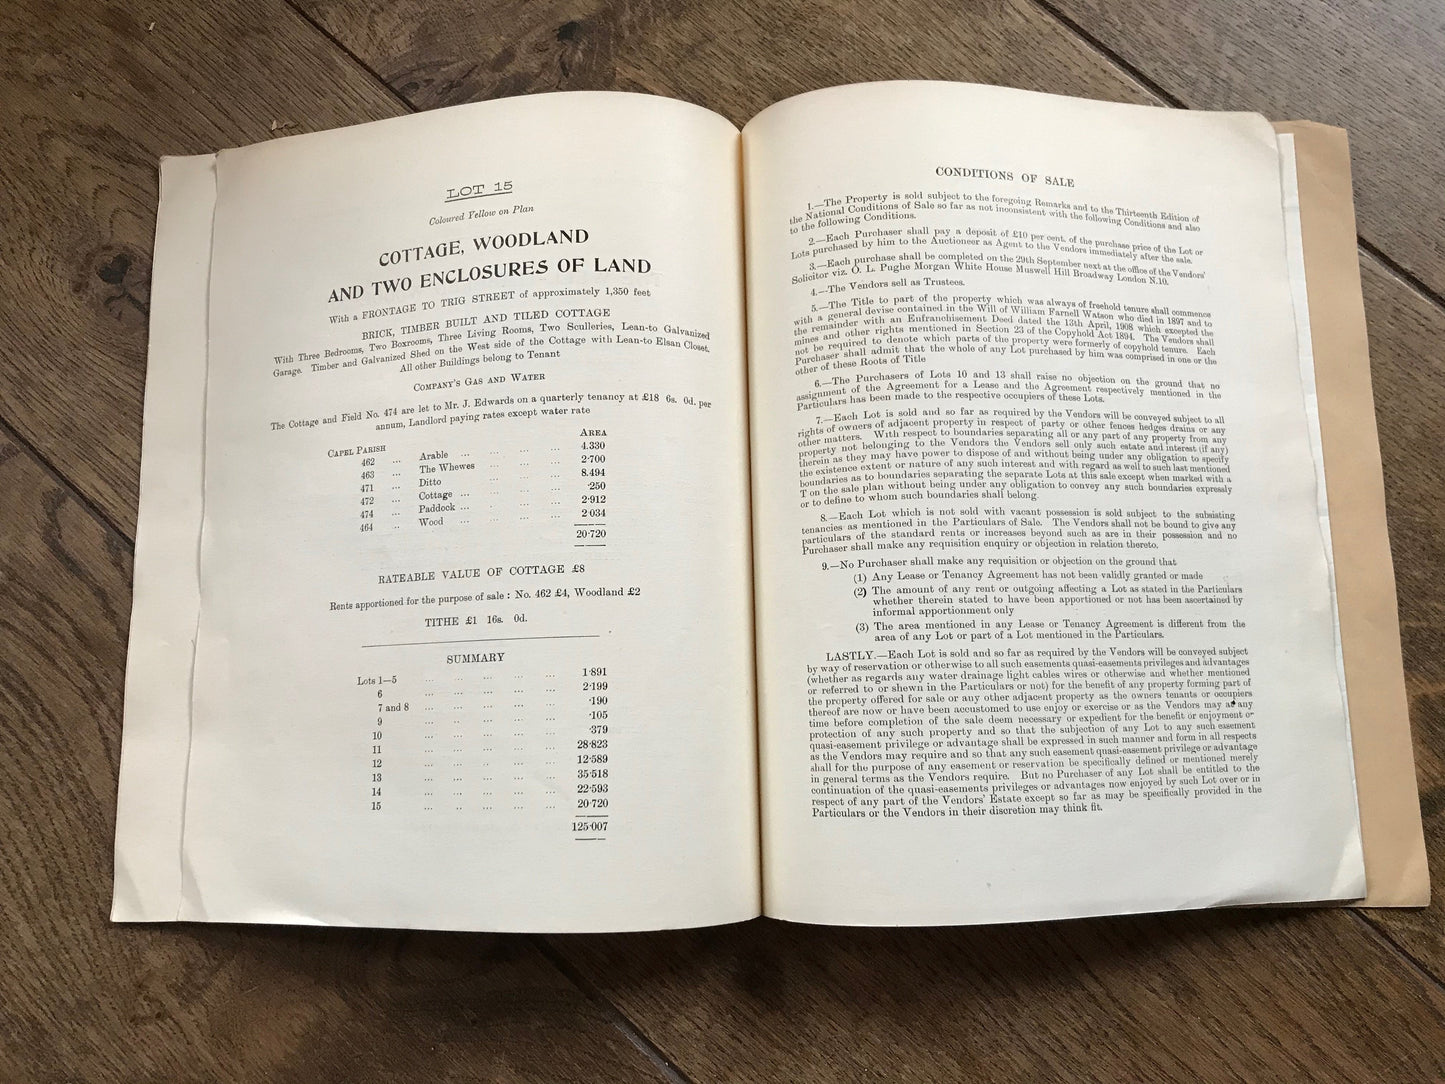 LOT 15
Coloured Yellow on Plan
COTTAGE, WOODLAND
AND TWO ENCLOSURES OF LAND
With a FRONTAGE TO TRIG STREET of approximately 1,350 feet
BRICK, TIMBER BUILT AND TILED COTTAGE
With Three Bedrooms, Two Boxrooms, Three Living Rooms, Two Sculleries, Lean-to Galvanized
Garage. Timber and Galvanized Shed on the West side of the Cottage with Lean-to Elsan Closet.
All other Buildings belong to Tenant
COMPANY'S GAS AND WATER
The Cottage and Field No. 474 are let to Mr. J. Edwards on a quarterly tenancy at £18 6s. 0d. per
annum, Landlord paying rates except water rate
CAPEL PARISH AREA
462 ... Arable ... ... ... ... 4.330
463 ... The Whewes ... ... ... 2·700
471 ... Ditto ... ... ... 8.494
472 ... Cottage ... ... ... ... ·250
474 ... Paddock ... ... ... ... 2·912
464 ... Wood ... ... ... ... 2·034
20·720
RATEABLE VALUE OF COTTAGE £8
Rents apportioned for the purpose of sale : No. 462 £4, Woodland £2
TITHE £1 16s. 0d.
SUMMARY
Lots 1—5 ... ... ... ... ... 1·891
6 ... ... ... ... ... 2·199
7 and 8 ... ... ... ... ... ·190
9 ... ... ... ... ... ·105
10 ... ... ... ... ... ·379
11 ... ... ... ... ... 28·823
12 ... ... ... ... ... 12·589
13 ... ... ... ... ... 35·518
14 ... ... ... ... ... 22·593
15 ... ... ... ... ... 20·720
125·007
CONDITIONS OF SALE
1.—The Property is sold subject to the foregoing Remarks and to the Thirteenth Edition of
the National Conditions of Sale so far as not inconsistent with the following Conditions and also
to the following Conditions.
2.—Each Purchaser shall pay a deposit of £10 per cent. of the purchase price of the Lot or
Lots purchased by him to the Auctioneer as Agent to the Vendors immediately after the sale.
3.—Each purchase shall be completed on the 29th September next at the office of the Vendors'
Solicitor viz. O. L. Pughe Morgan White House Muswell Hill Broadway London N.10.
4.—The Vendors sell as Trustees.
5.—The Title to part of the property which was always of freehold tenure shall commence
with a general devise contained in the Will of William Farnell Watson who died in 1897 and to
the remainder with an Enfranchisement Deed dated the 13th April, 1908 which excepted the
mines and other rights mentioned in Section 23 of the Copyhold Act 1894. The Vendors shall
not be required to denote which parts of the property were formerly of copyhold tenure. Each
Purchaser shall admit that the whole of any Lot purchased by him was comprised in one or the
other of these Roots of Title
6.—The Purchasers of Lots 10 and 13 shall raise no objection on the ground that no
assignment of the Agreement for a Lease and the Agreement respectively mentioned in the
Particulars has been made to the respective occupiers of these Lots.
7.—Each Lot is sold and so far as required by the Vendors will be conveyed subject to all
rights of owners of adjacent property in respect of party or other fences hedges drains or any
other matters. With respect to boundaries separating all or any part of any property from any
property not belonging to the Vendors the Vendors sell only such estate and interest (if any)
therein as they may have power to dispose of and without being under any obligation to specify
the existence extent or nature of any such interest and with regard as well to such last mentioned
boundaries as to boundaries separating the separate Lots at this sale except when marked with a
T on the sale plan without being under any obligation to convey any such boundaries expressly
or to define to whom such boundaries shall belong.
8.—Each Lot which is not sold with vacant possession is sold subject to the subsisting
tenancies as mentioned in the Particulars of Sale. The Vendors shall not be bound to give any
particulars of the standard rents or increases beyond such as are in their possession and no
Purchaser shall make any requisition enquiry or objection in relation thereto.
9.—No Purchaser shall make any requisition or objection on the ground that
(1) Any Lease or Tenancy Agreement has not been validly granted or made
(2) The amount of any rent or outgoing affecting a Lot as stated in the Particulars
whether therein stated to have been apportioned or not has been ascertained by
informal apportionment only
(3) The area mentioned in any Lease or Tenancy Agreement is different from the
area of any Lot or part of a Lot mentioned in the Particulars.
LASTLY.—Each Lot is sold and so far as required by the Vendors will be conveyed subject
by way of reservation or otherwise to all such easements quasi-easements privileges and advantages
(whether as regards any water drainage light cables wires or otherwise and whether mentioned
or referred to or shewn in the Particulars or not) for the benefit of any property forming part of
the property offered for sale or any other adjacent property as the owners tenants or occupiers
thereof are now or have been accustomed to use enjoy or exercise or as the Vendors may at any
time before completion of the sale deem necessary or expedient for the benefit or enjoyment or
protection of any such property and so that the subjection of any Lot to any such easement
quasi-easement privilege or advantage shall be expressed in such manner and form in all respects
as the Vendors may require and so that any such easement quasi-easement privilege or advantage
shall for the purpose of any easement or reservation be specifically defined or mentioned merely
in general terms as the Vendors require. But no Purchaser of any Lot shall be entitled to the
continuation of the quasi-easements privileges or advantages now enjoyed by such Lot over or in
respect of any part of the Vendors' Estate except so far as may be specifically provided in the
Particulars or the Vendors in their discretion may think fit.